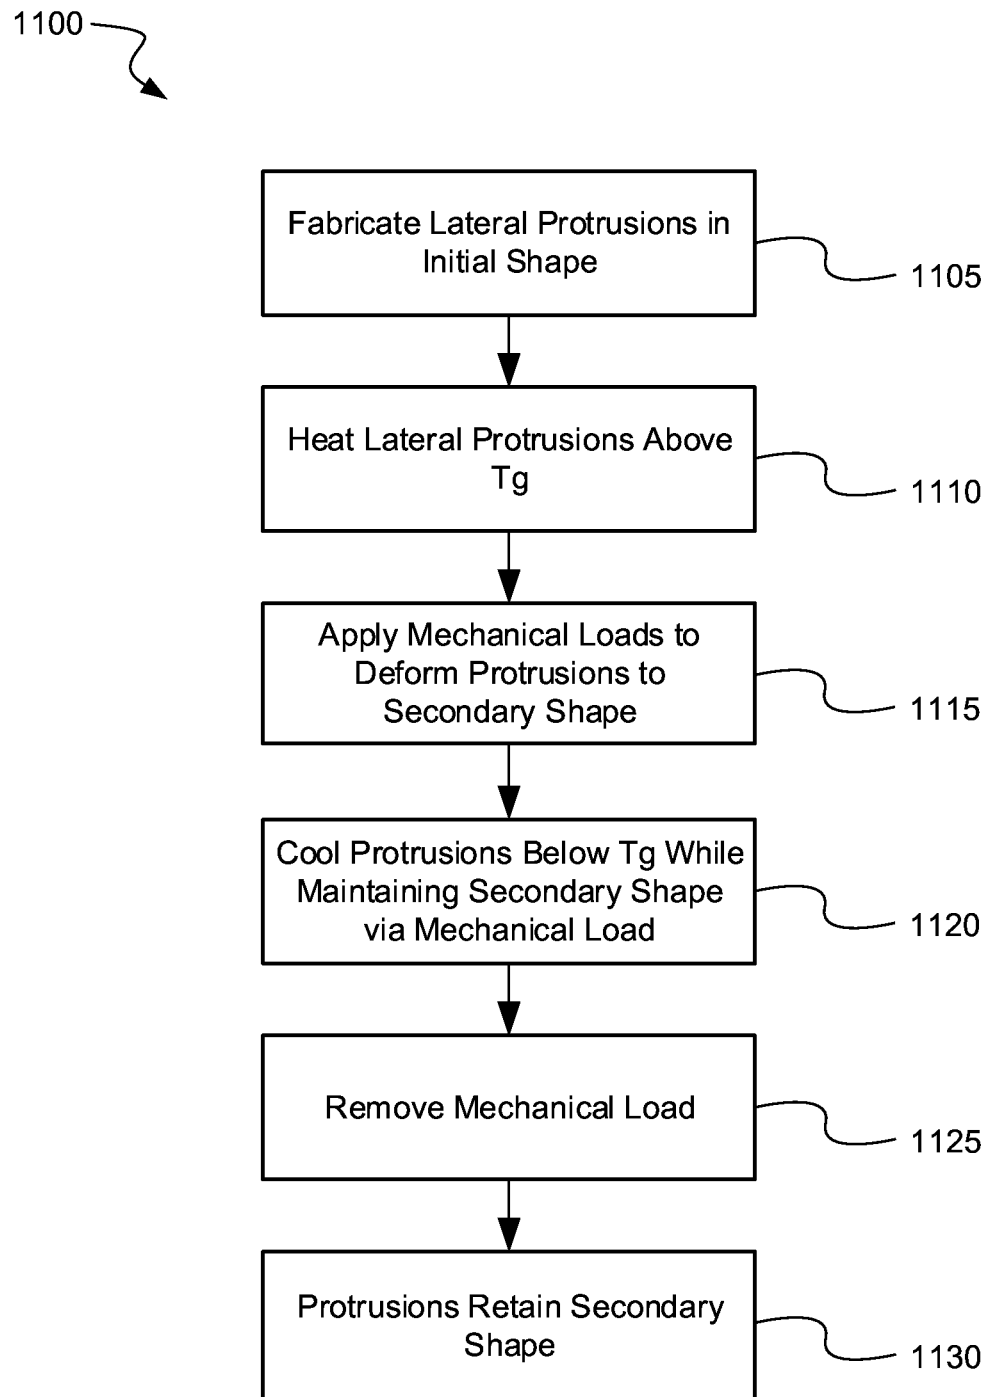 1100
Fabricate Lateral Protrusions in
Initial Shape
1105
Heat Lateral Protrusions Above
Tg
1110
Apply Mechanical Loads to
Deform Protrusions to
Secondary Shape
1115
Cool Protrusions Below Tg While
Maintaining Secondary Shape
via Mechanical Load
1120
Remove Mechanical Load
1125
Protrusions Retain Secondary
Shape
1130